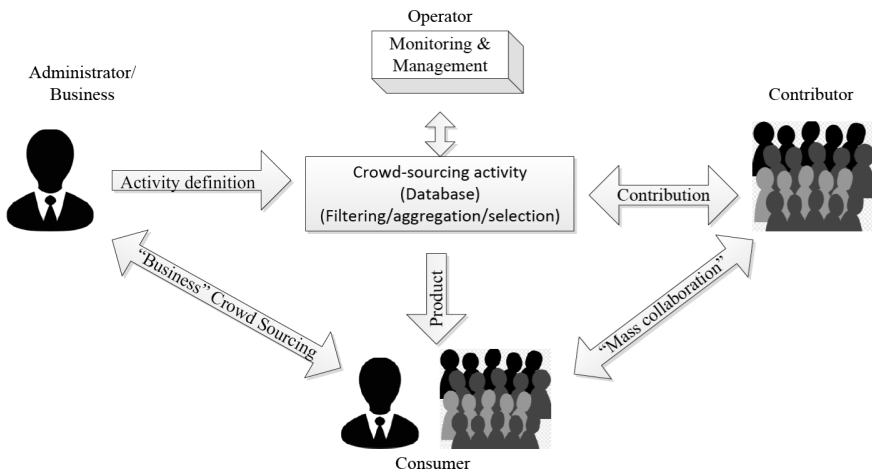 Operator
Monitoring &
Management
Administrator/
Business
Contributor
Activity definition
Crowd-sourcing activity
(Database)
(Filtering/aggregation/selection)
Contribution
“Business” Crowd Sourcing
Product
“Mass collaboration”
Consumer